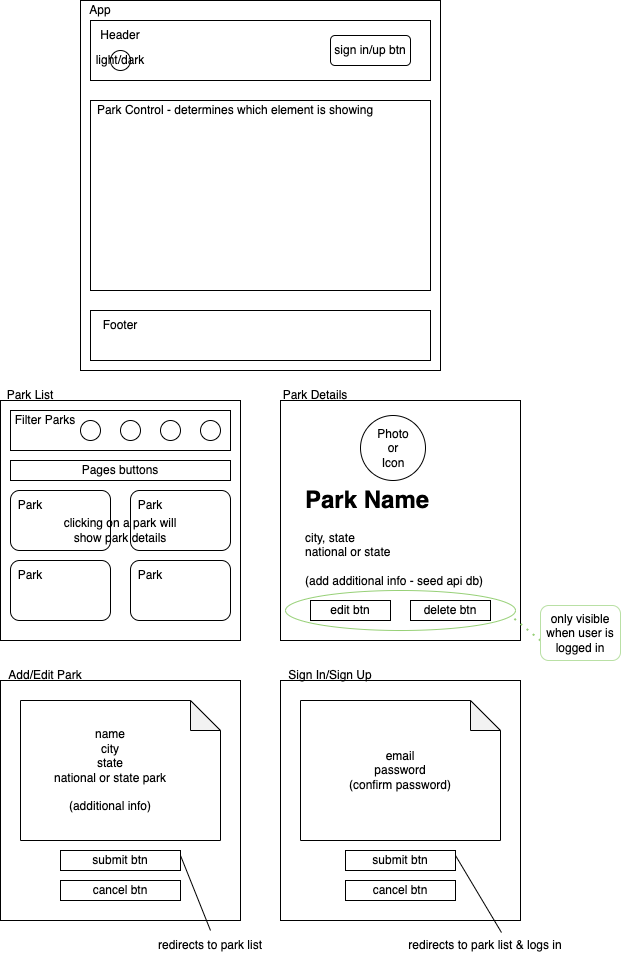 App
Header
light/dark
sign in/up btn
Park Control - determines which element is showing
Footer
Park List
Filter Parks
Pages buttons
Park
Park
clicking on a park will
show park details
Park
Park
Park Details
Photo
or
Icon
Park Name
city, state
national or state
(add additional info - seed api db)
edit btn
delete btn
only visible
when user is
logged in
Add/Edit Park
name
city
state
national or state park
(additional info)
submit btn
cancel btn
redirects to park list
Sign In/Sign Up
email
password
(confirm password)
submit btn
cancel btn
redirects to park list & logs in